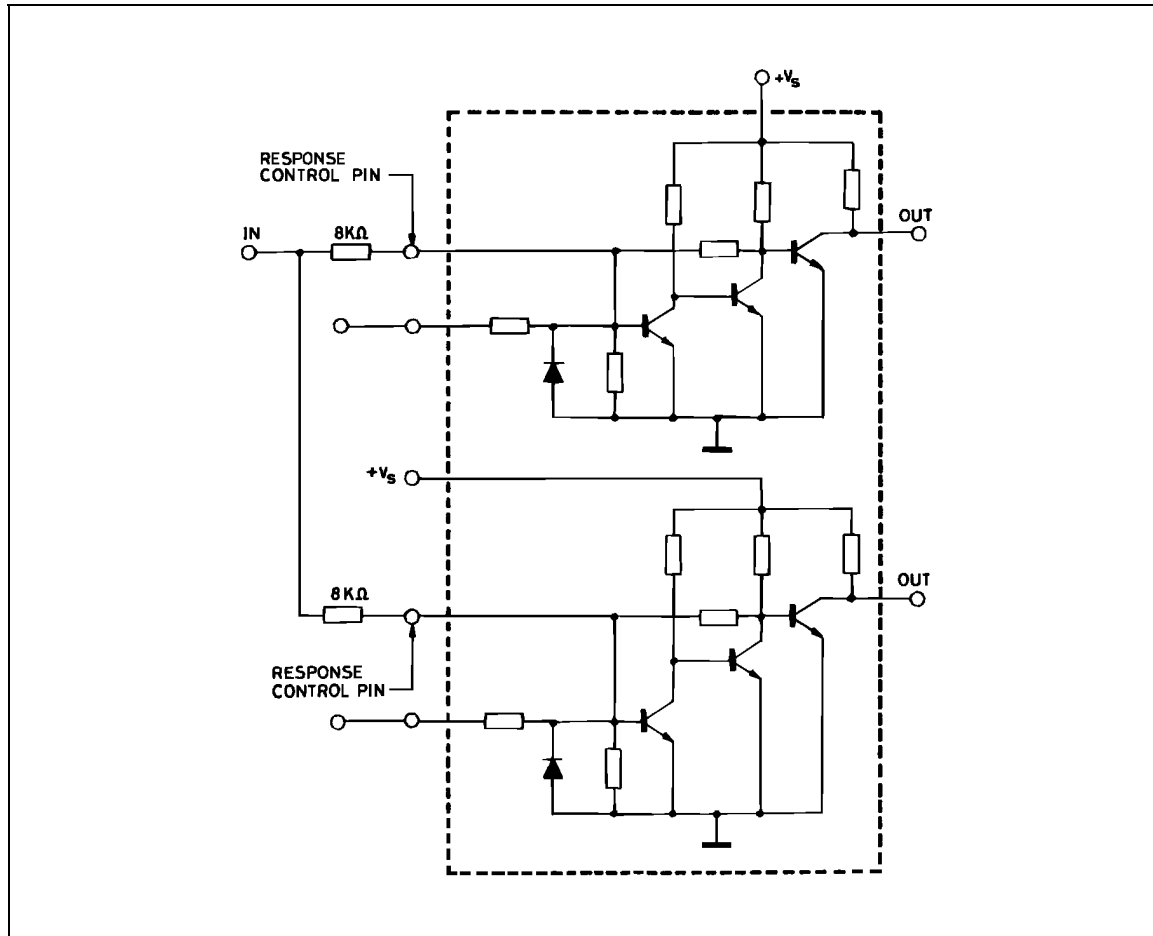 +Vs
RESPONSE
CONTROL PIN
IN
8KΩ
OUT
+Vs
8KΩ
OUT
RESPONSE
CONTROL PIN